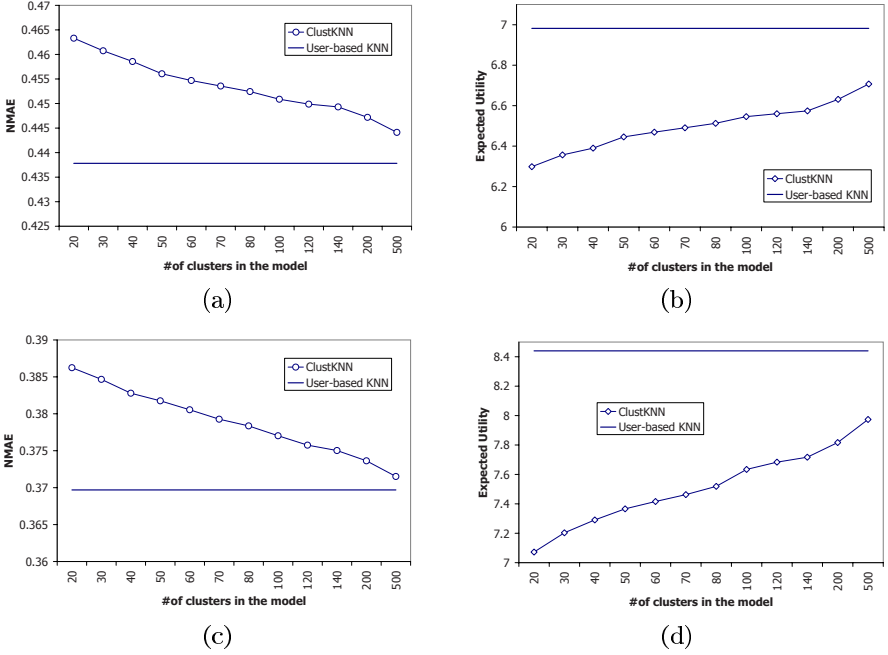 0.47
0.465
0.46
0.455
0.45
0.445
0.44
0.435
0.43
0.425
NMAE
ClustKNN
User-based KNN
20 30 40 50 60 70 80 100 120 140 200 500
#of clusters in the model
(a)
7
6.8
6.6
6.4
6.2
6
Expected Utility
ClustKNN
User-based KNN
20 30 40 50 60 70 80 100 120 140 200 500
#of clusters in the model
(b)
0.39
0.385
0.38
0.375
0.37
0.365
0.36
NMAE
ClustKNN
User-based KNN
20 30 40 50 60 70 80 100 120 140 200 500
#of clusters in the model
(c)
8.4
8.2
8
7.8
7.6
7.4
7.2
7
Expected Utility
ClustKNN
User-based KNN
20 30 40 50 60 70 80 100 120 140 200 500
#of clusters in the model
(d)